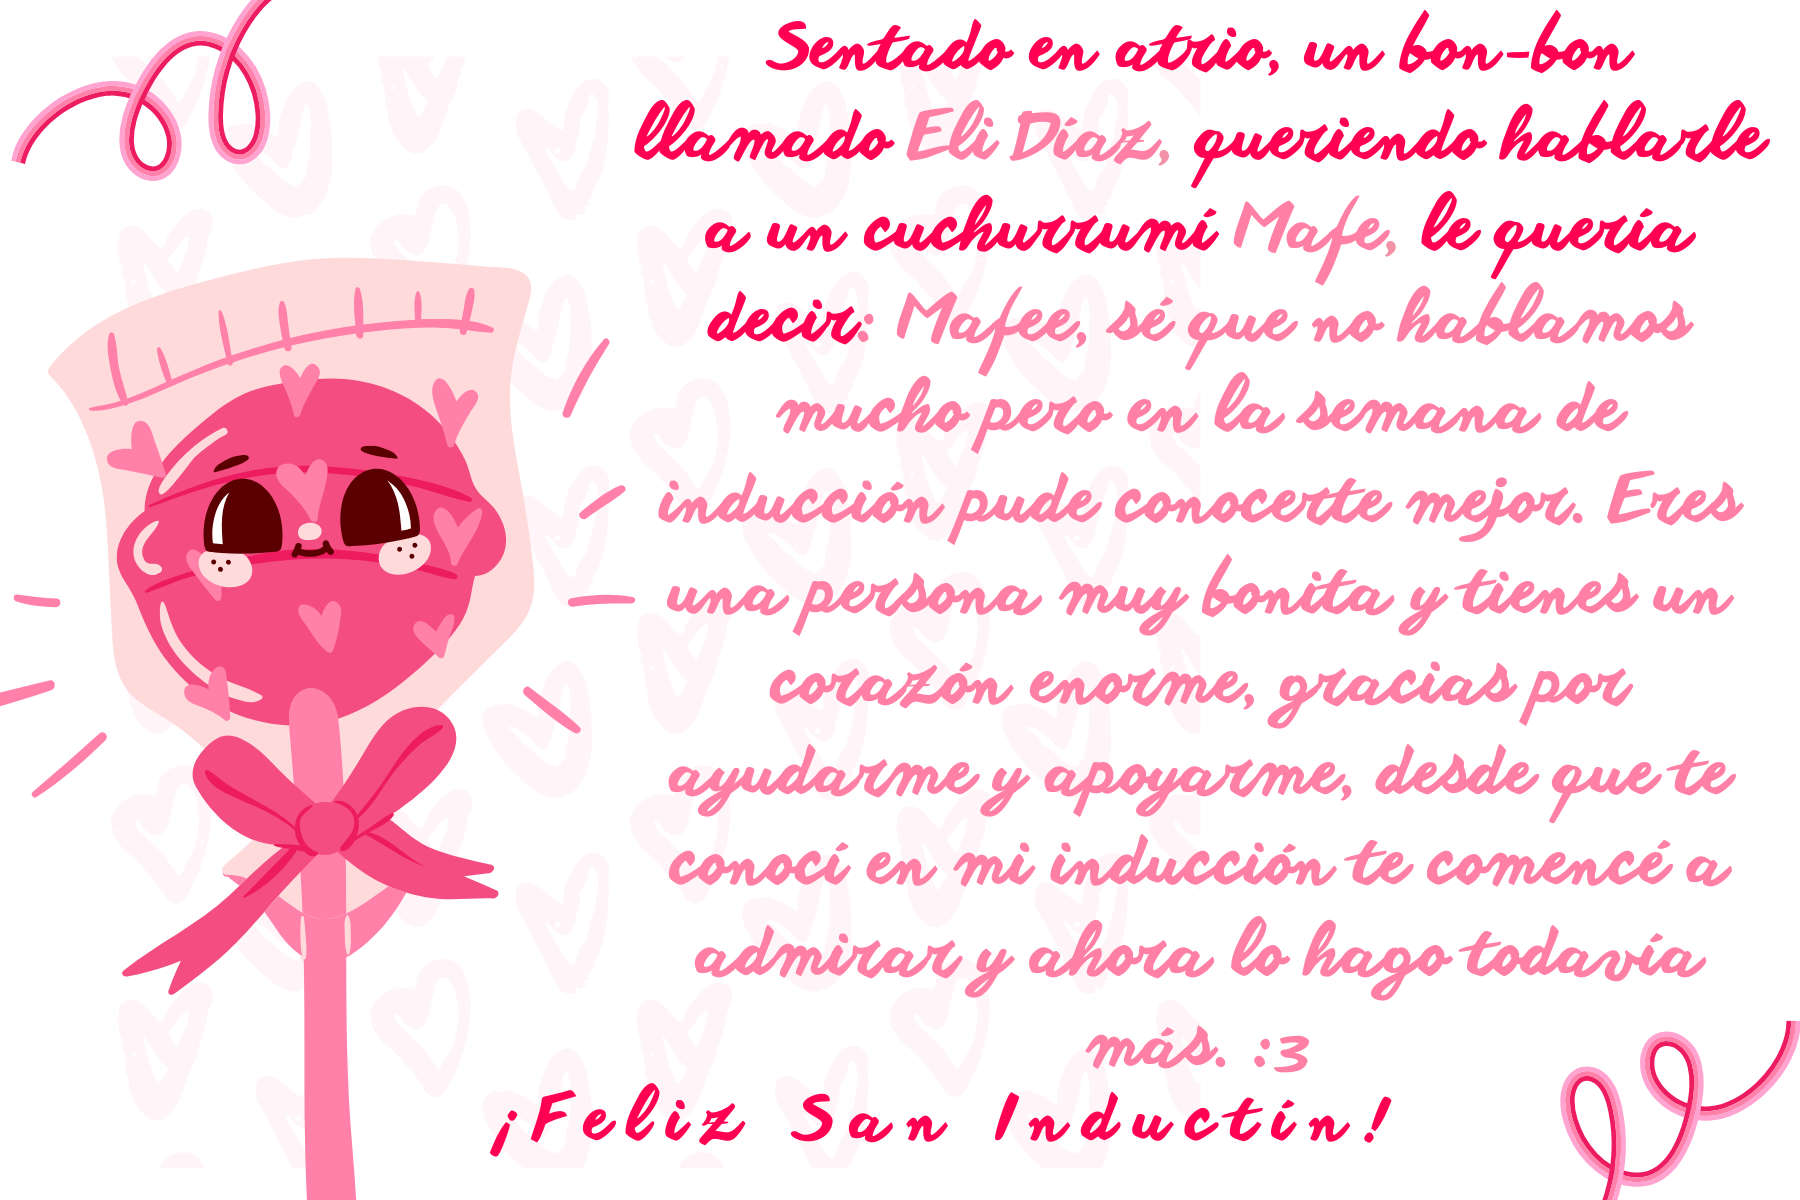 Sentado en atrio, un bon-bon
llamado Eli Díaz, queriendo hablarle
a un cuchurrumí Mafe, le quería
decir: Mafee, sé que no hablamos
mucho pero en la semana de
inducción pude conocerte mejor. Eres
una persona muy bonita y tienes un
corazón enorme, gracias por
ayudarme y apoyarme, desde que te
conocí en mi inducción te comencé a
admirar y ahora lo hago todavía
más. :3
¡Feliz San Inductín!